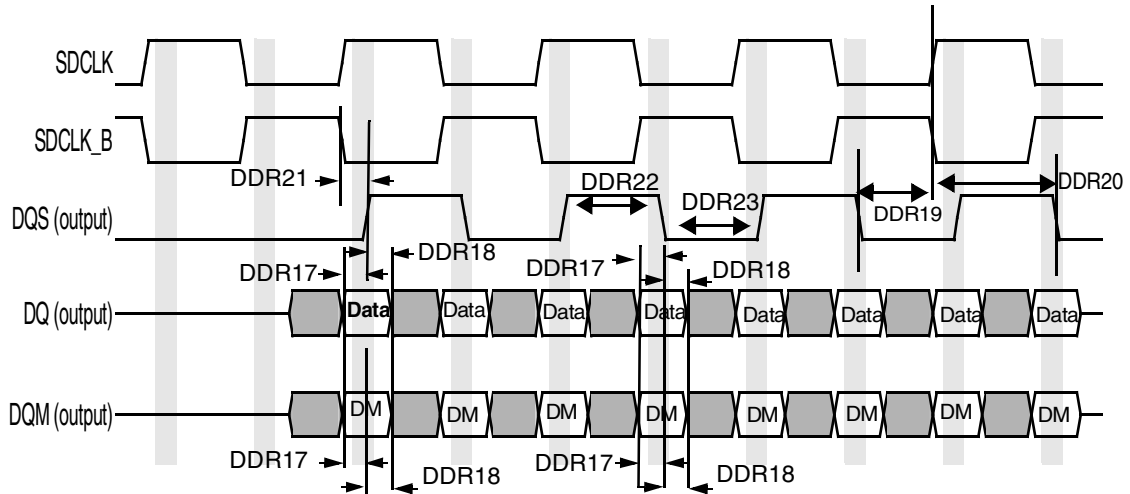 SDCLK
SDCLK_B
DDR21
DDR22
DDR23
DDR20
DDR19
DQS (output)
DDR18
DDR17
DDR17
DDR18
DQ (output)
Data Data Data Data Data Data Data Data
DQM (output)
DM DM DM DM DM DM DM DM
DDR17
DDR18
DDR17
DDR18